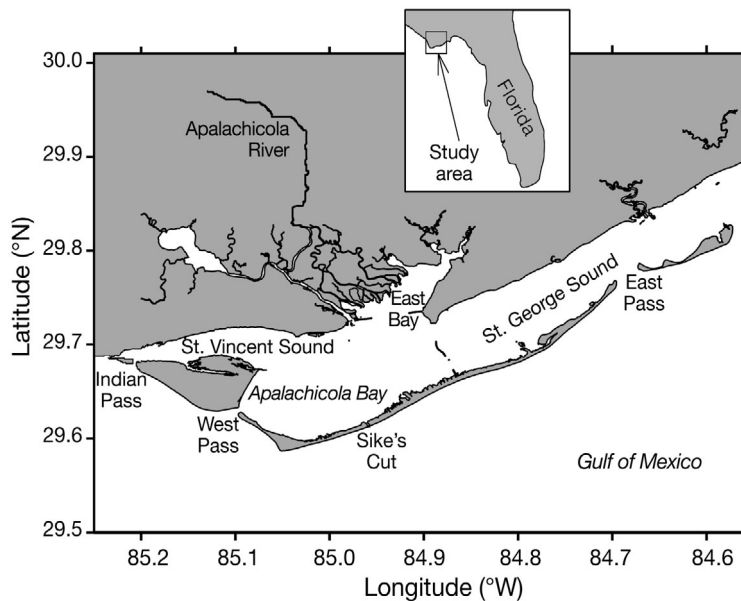 30.0
29.9
29.8
29.7
29.6
29.5
Latitude (°N)
Apalachicola
River
Study
area
Florida
East
Bay
St. George Sound
East
Pass
St. Vincent Sound
Indian
Pass
Apalachicola Bay
West
Pass
Sike's
Cut
Gulf of Mexico
85.2
85.1
85.0
84.9
84.8
84.7
84.6
Longitude (°W)